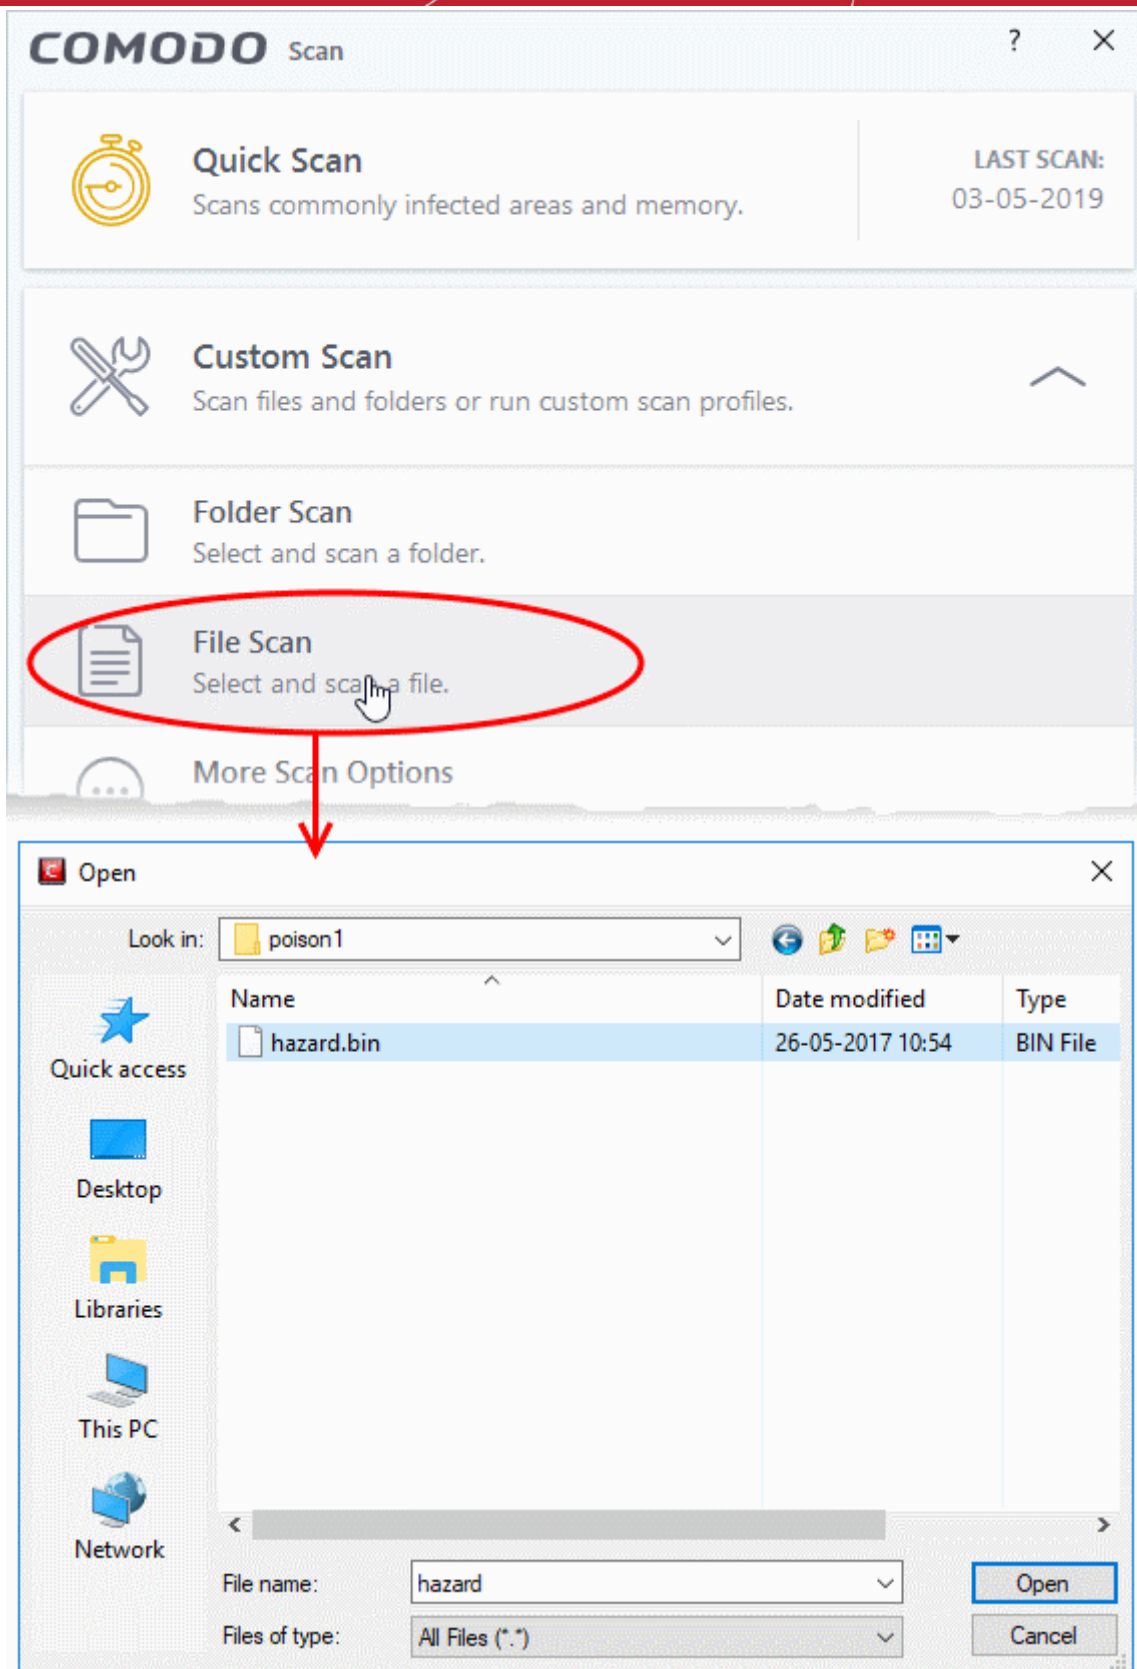 COMODO Scan ?
Quick Scan
Scans commonly infected areas and memory.
LAST SCAN:
03-05-2019
Custom Scan
Scan files and folders or run custom scan profiles.
Folder Scan
Select and scan a folder.
File Scan
Select and scan a file.
More Scan Options
Open
Look in: poison1
Name Date modified Type
hazard.bin 26-05-2017 10:54 BIN File
Quick access
Desktop
Libraries
This PC
Network
File name: hazard Open
Files of type: All Files (*.*) Cancel